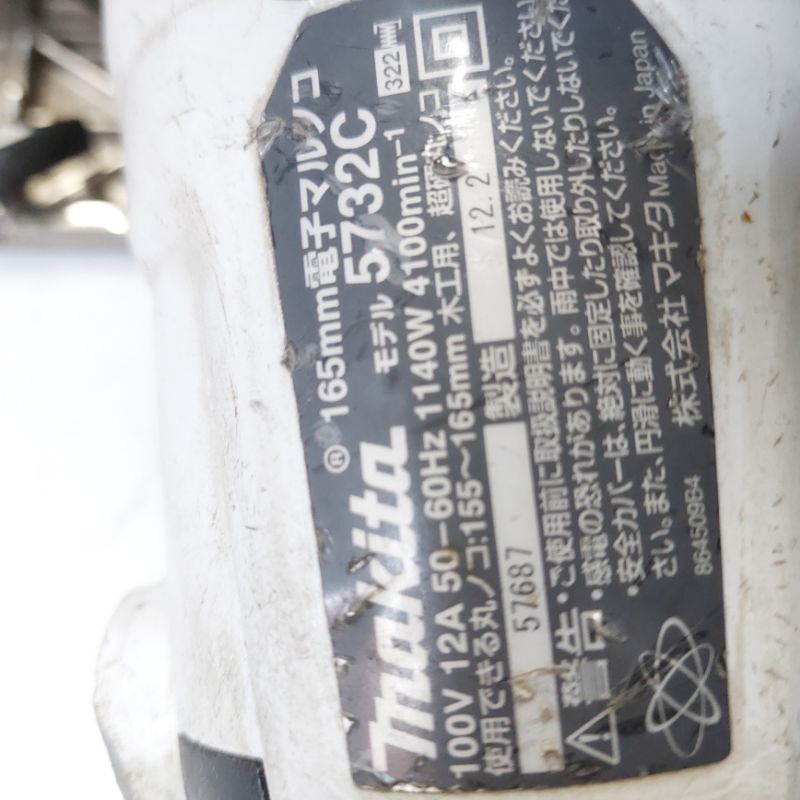 makita® 165mm電子マルノコ
モデル 5732C 322
100V 12A 50-60Hz 1140W 4100min-1
使用できる丸ノコ:155〜165mm 木工用、超硬丸ノコ
57687 製造 12.2
警告
・ご使用前に取扱説明書を必ずよくお読みください。
・感電の恐れがあります。雨中では使用しないでください
・安全カバーは、絶対に固定したり取り外したりしないでくだ
さい。また、円滑に動く事を確認してください。
864509B4 株式会社 マキタ Made in Japan